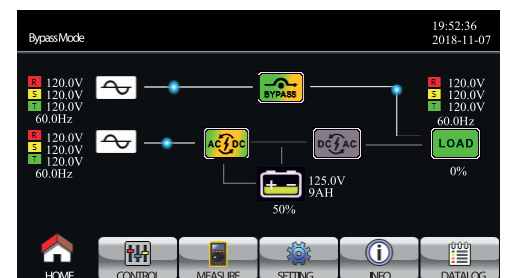 Bypass Mode
19:52:36
2018-11-07
R 120.0V
S 120.0V
T 120.0V
60.0Hz
BYPASS
R 120.0V
S 120.0V
T 120.0V
60.0Hz
R 120.0V
S 120.0V
T 120.0V
60.0Hz
AC DC
DC AC
LOAD
0%
125.0V
9AH
50%
HOME
CONTROL
MEASURE
SETTING
INFO
DATALOG